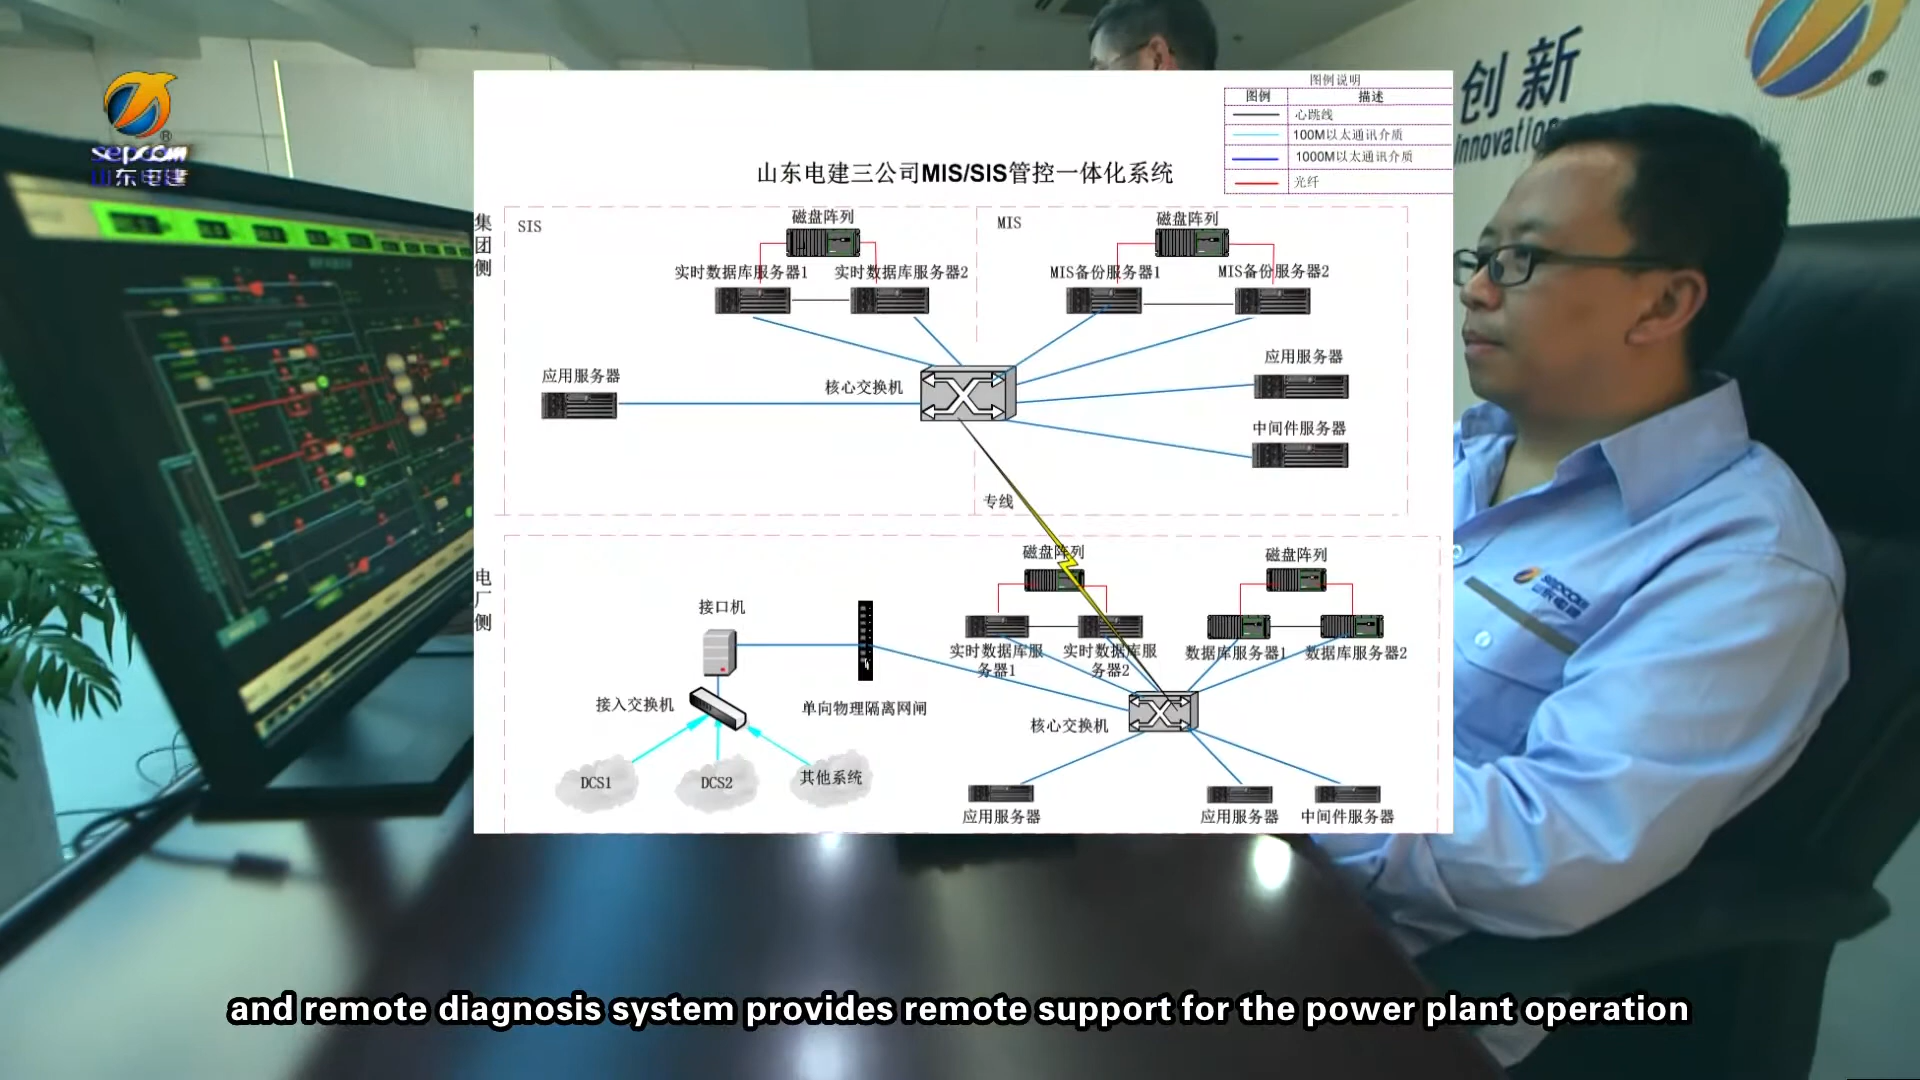 sepcom
山东电建
创新
Innovation
图例说明
图例 描述
心跳线
100M以太通讯介质
1000M以太通讯介质
光纤
山东电建三公司MIS/SIS管控一体化系统
集团侧
SIS
磁盘阵列
实时数据库服务器1 实时数据库服务器2
应用服务器
核心交换机
MIS
磁盘阵列
MIS备份服务器1 MIS备份服务器2
应用服务器
中间件服务器
专线
电厂侧
接口机
接入交换机
单向物理隔离网闸
DCS1 DCS2 其他系统
磁盘阵列 磁盘阵列
实时数据库服
务器1
实时数据库服
务器2
数据库服务器1 数据库服务器2
核心交换机
应用服务器 应用服务器 中间件服务器
sepcom
山东电建
and remote diagnosis system provides remote support for the power plant operation